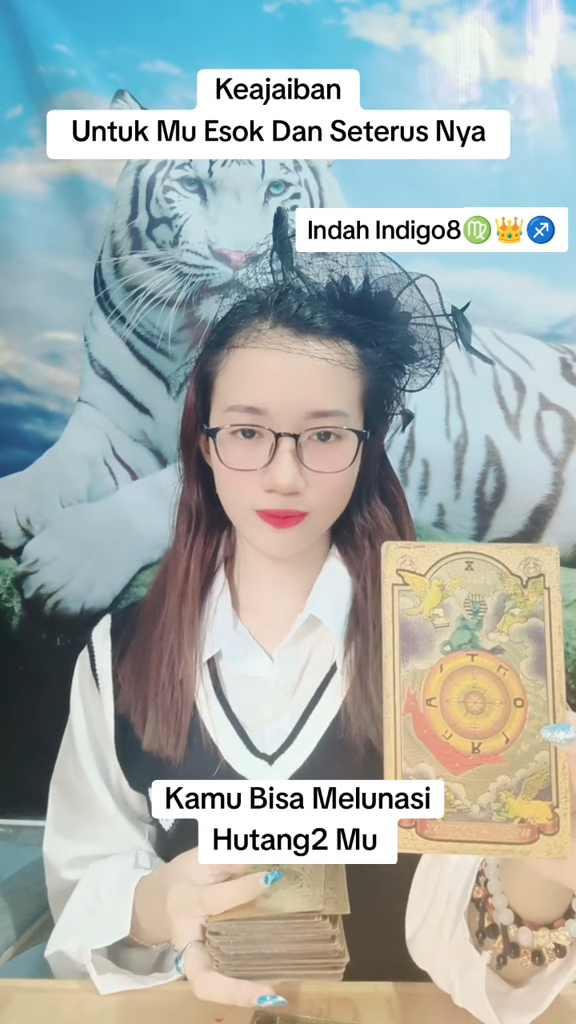 Keajaiban
Untuk Mu Esok Dan Seterus Nya
Indah Indigo8♍👑♐
X
Kamu Bisa Melunasi
Hutang2 Mu